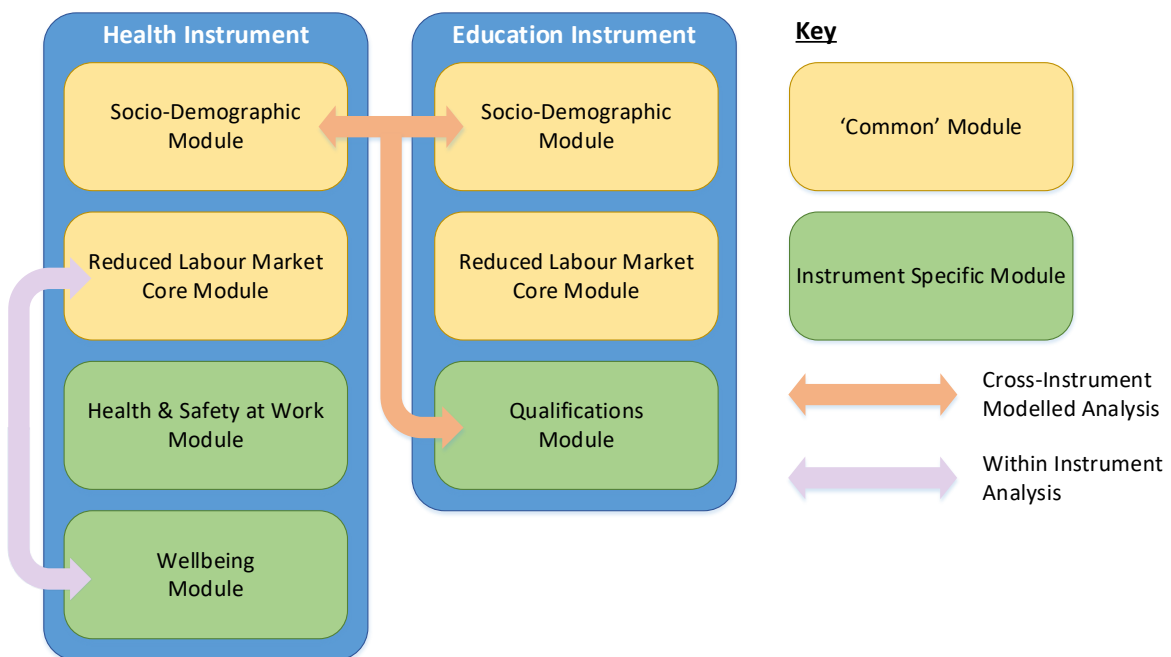 Health Instrument
Socio-Demographic
Module
Reduced Labour Market
Core Module
Health & Safety at Work
Module
Wellbeing
Module
Education Instrument
Socio-Demographic
Module
Reduced Labour Market
Core Module
Qualifications
Module
Key
‘Common’ Module
Instrument Specific Module
Cross-Instrument
Modelled Analysis
Within Instrument
Analysis